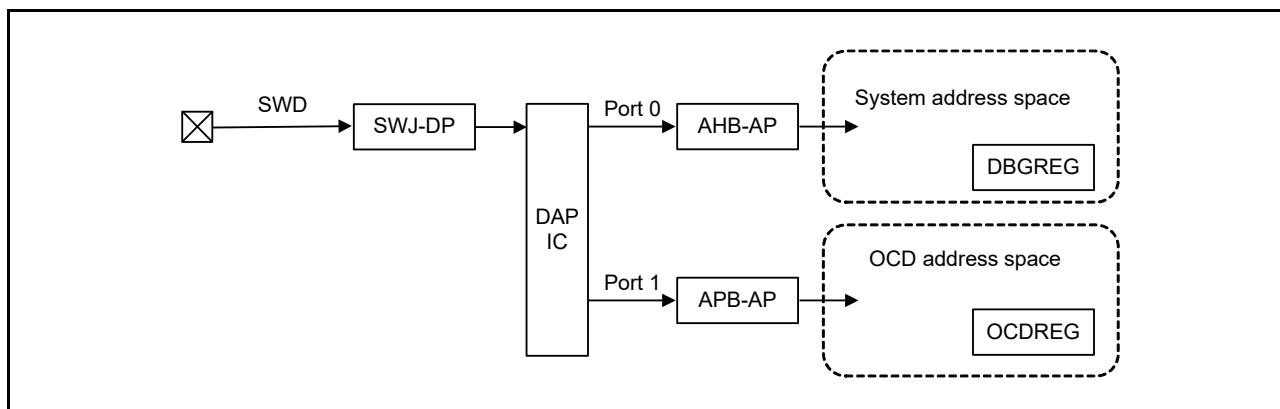 SWD
SWJ-DP
DAP
IC
Port 0
AHB-AP
System address space
DBGREG
Port 1
APB-AP
OCD address space
OCDREG